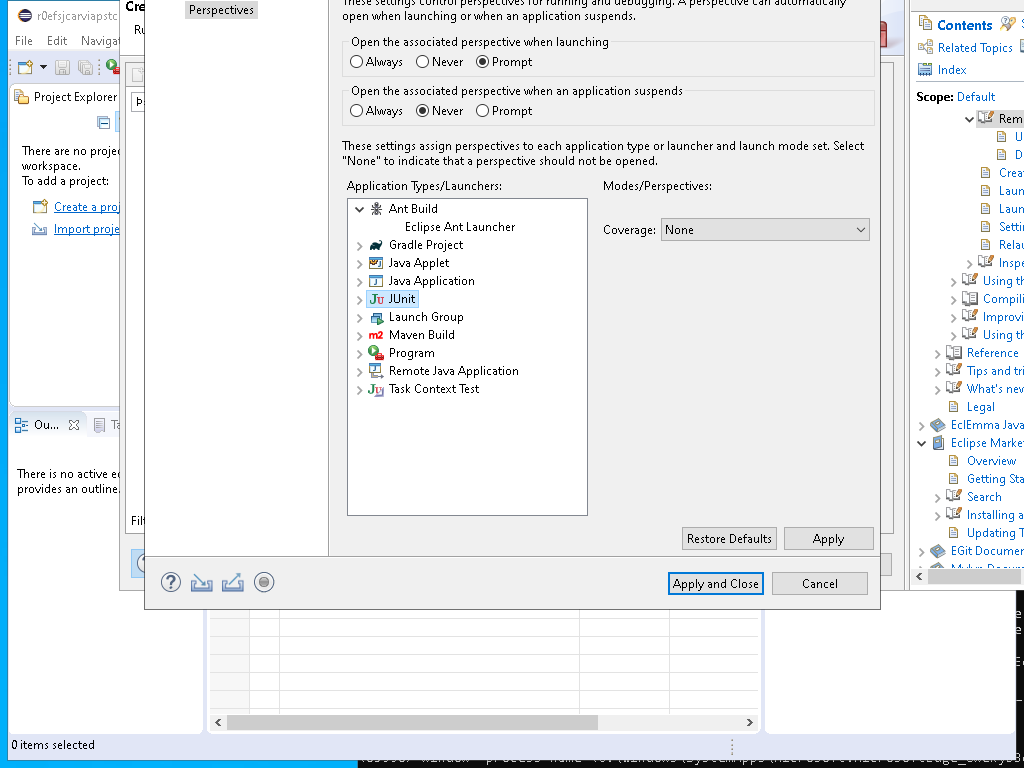 r0efsjcarviapstc
File Edit Navigat
Project Explorer
There are no proje
workspace.
To add a project:
Create a proj
Import proje
Ou...
There is no active e
provides an outline.
0 items selected
Cre
Ru
Filt
Perspectives
These settings control perspectives for running and debugging. A perspective can automatically
open when launching or when an application suspends.
Open the associated perspective when launching
Always Never Prompt
Open the associated perspective when an application suspends
Always Never Prompt
These settings assign perspectives to each application type or launcher and launch mode set. Select
"None" to indicate that a perspective should not be opened.
Application Types/Launchers:
Modes/Perspectives:
Ant Build
Eclipse Ant Launcher
Gradle Project
Java Applet
Java Application
Ju JUnit
Launch Group
m2 Maven Build
Program
Remote Java Application
Task Context Test
Coverage: None
Restore Defaults Apply
Apply and Close Cancel
Contents
Related Topics
Index
Scope: Default
Rem
U
D
Creat
Laun
Laun
Setti
Relau
Inspe
Using th
Compili
Improvi
Using th
Reference
Tips and tri
What's new
Legal
EclEmma Java
Eclipse Marke
Overview
Getting Sta
Search
Installing a
Updating T
EGit Documen